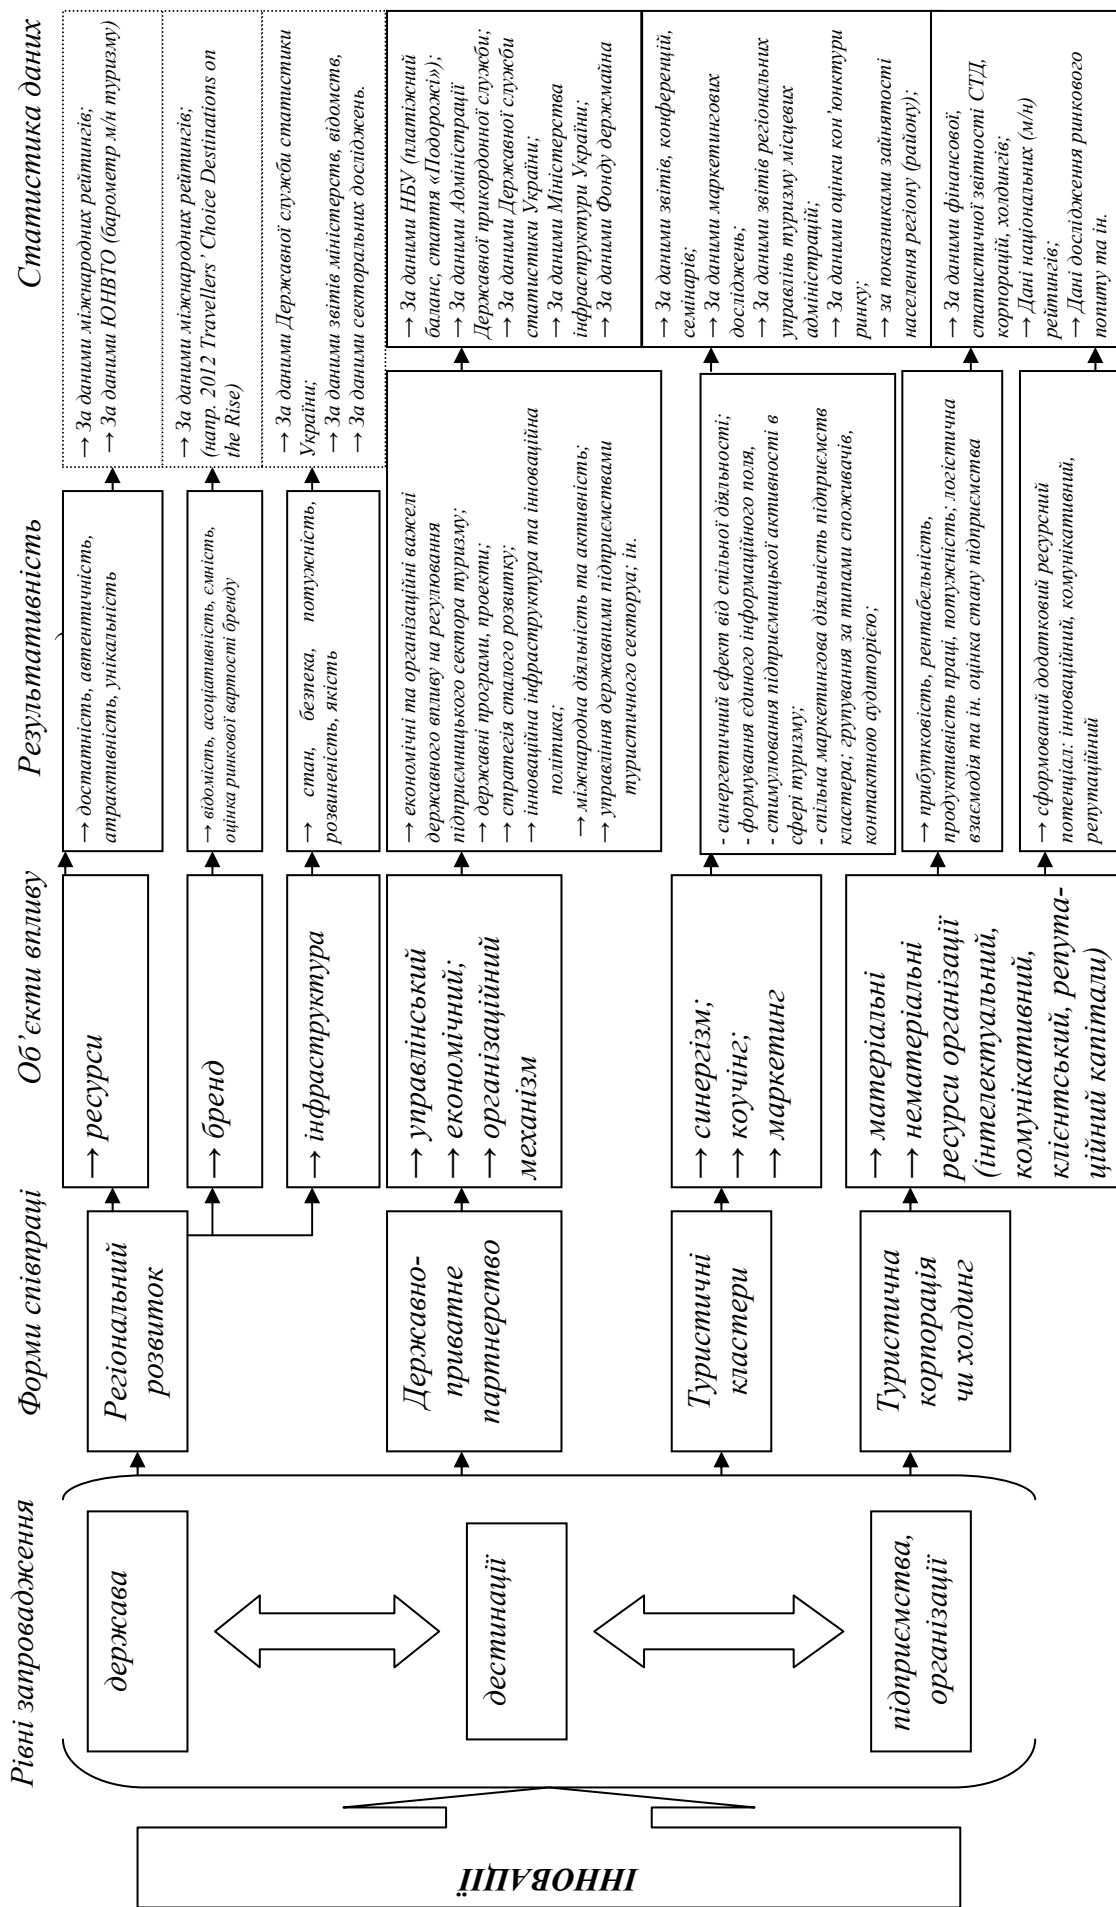 Рівні запровадження
Форми співпраці
Об’єкти впливу
Результативність
Статистика даних
ІННОВАЦІЇ
держава
дестинації
підприємства,
організації
Регіональний
розвиток
Державно-
приватне
партнерство
Туристичні
кластери
Туристична
корпорація
чи холдинг
→ ресурси
→ бренд
→ інфраструктура
→ управлінський
→ економічний;
→ організаційний
механізм
→ синергізм;
→ коучінг;
→ маркетинг
→ матеріальні
→ нематеріальні
ресурси організації
(інтелектуальний,
комунікативний,
клієнтський, репута-
ційний капітали)
→ достатність, автентичність,
атрактивність, унікальність
→ відомість, асоціативність, ємність,
оцінка ринкової вартості бренду
→ стан, безпека, потужність,
розвиненість, якість
→ економічні та організаційні важелі
державного впливу на регулювання
підприємницького сектора туризму;
→ державні програми, проекти;
→ стратегія сталого розвитку;
→ інноваційна інфраструктура та інноваційна
політика;
→ міжнародна діяльність та активність;
→ управління державними підприємствами
туристичного сектоpуа; ін.
- синергетичний ефект від спільної діяльності;
- формування єдиного інформаційного поля,
- стимулювання підприємницької активності в
сфері туризму;
- спільна маркетингова діяльність підприємств
кластера; групування за типами споживачів,
контактною аудиторією;
→ прибутковість, рентабельність,
продуктивність праці, потужність; логістична
взаємодія та ін. оцінка стану підприємства
→ сформований додатковий ресурсний
потенціал: інноваційний, комунікативний,
репутаційний
→ За даними міжнародних рейтингів;
→ За даними ЮНВТО (барометр м/н туризму)
→ За даними міжнародних рейтингів;
(напр. 2012 Travellers’ Choice Destinations on
the Rise)
→ За даними Державної служби статистики
України;
→ За даними звітів міністерств, відомств,
→ За даними секторальних досліджень.
→ За даними НБУ (платіжний
баланс, стаття «Подорожі»);
→ За даними Адміністрації
Державної прикордонної служби;
→ За даними Державної служби
статистики України;
→ За даними Міністерства
інфраструктури України;
→ За даними Фонду держмайна
→ За даними звітів, конференцій,
семінарів;
→ За даними маркетингових
досліджень;
→ За даними звітів регіональних
управлінь туризму місцевих
адміністрацій;
→ За даними оцінки кон’юнктури
ринку;
→ за показниками зайнятості
населення регіону (району);
→ За даними фінансової,
статистичної звітності СТД,
корпорацій, холдингів;
→ Дані національних (м/н)
рейтингів;
→ Дані дослідження ринкового
попиту та ін.